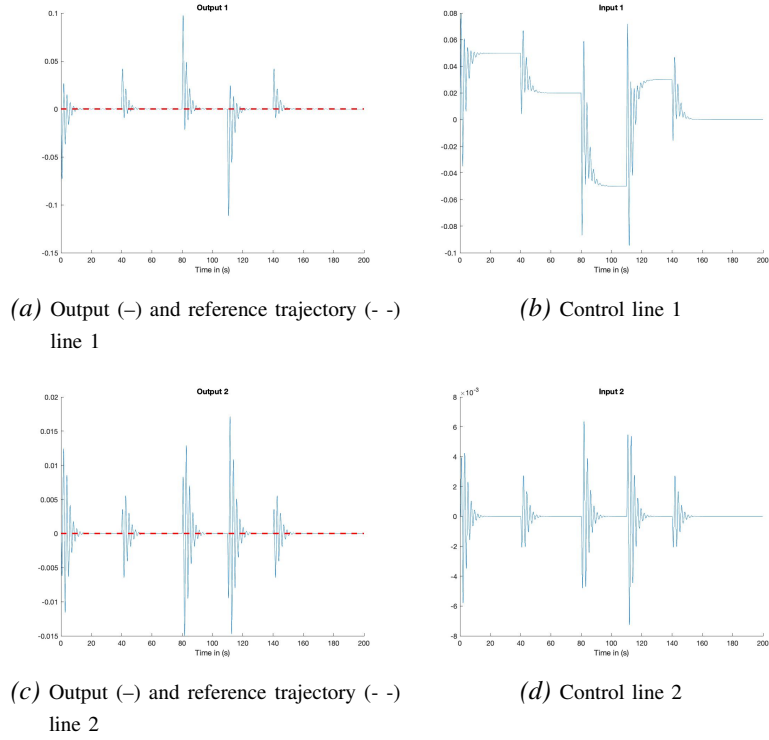 Output 1
0.1
0.05
0
-0.05
-0.1
-0.15
0 20 40 60 80 100 120 140 160 180 200
Time in (s)
Input 1
0.08
0.06
0.04
0.02
0
-0.02
-0.04
-0.06
-0.08
-0.1
0 20 40 60 80 100 120 140 160 180 200
Time in (s)
(a) Output (–) and reference trajectory (- -)
line 1
(b) Control line 1
Output 2
0.02
0.015
0.01
0.005
0
-0.005
-0.01
-0.015
0 20 40 60 80 100 120 140 160 180 200
Time in (s)
Input 2
×10⁻³
8
6
4
2
0
-2
-4
-6
-8
0 20 40 60 80 100 120 140 160 180 200
Time in (s)
(c) Output (–) and reference trajectory (- -)
line 2
(d) Control line 2